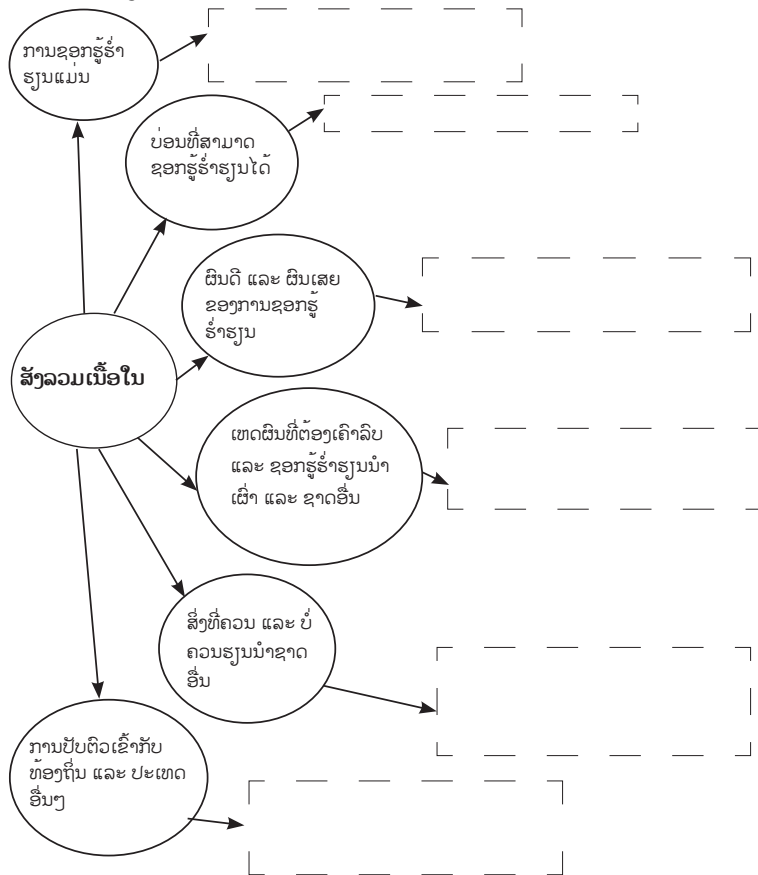 ການຊອກຮູ້ຮ່ຳ
ຮຽນແມ່ນ
ບ່ອນທີ່ສາມາດ
ຊອກຮູ້ຮ່ຳຮຽນໄດ້
ຜົນດີ ແລະ ຜົນເສຍ
ຂອງການຊອກຮູ້
ຮ່ຳຮຽນ
ສັງລວມເນື້ອໃນ
ເຫດຜົນທີ່ຕ້ອງເຄົາລົບ
ແລະ ຊອກຮູ້ຮ່ຳຮຽນນຳ
ເຜົ່າ ແລະ ຊາດອື່ນ
ສິ່ງທີ່ຄວນ ແລະ ບໍ່
ຄວນຮຽນນຳຊາດ
ອື່ນ
ການປັບຕົວເຂົ້າກັບ
ທ້ອງຖິ່ນ ແລະ ປະເທດ
ອື່ນໆ